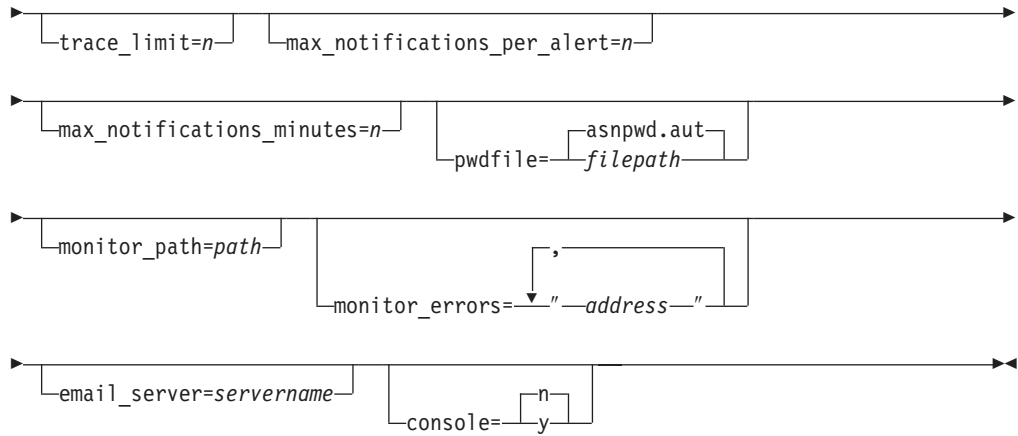 trace_limit=n max_notifications_per_alert=n
max_notifications_minutes=n asnpwd.aut
pwdfile= filepath
monitor_path=path ,
monitor_errors= " address "
email_server=servername n
console= y